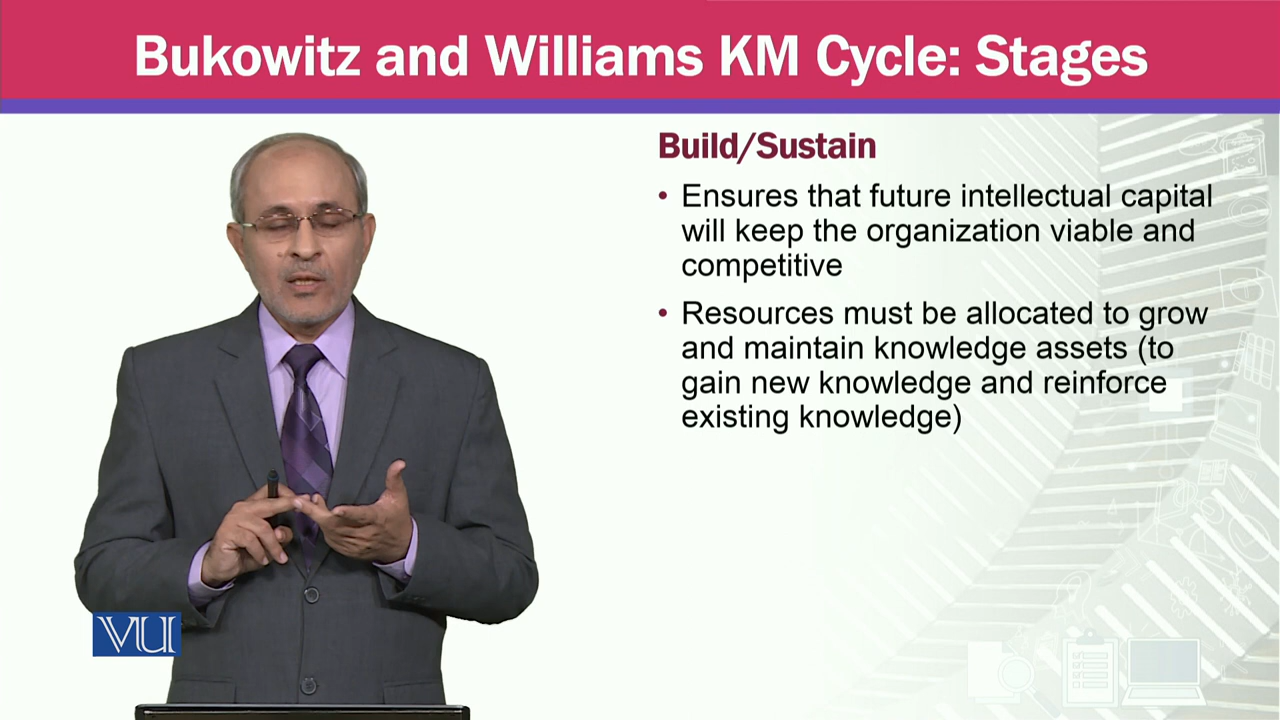 Bukowitz and Williams KM Cycle: Stages
Build/Sustain
• Ensures that future intellectual capital
will keep the organization viable and
competitive
• Resources must be allocated to grow
and maintain knowledge assets (to
gain new knowledge and reinforce
existing knowledge)
VU